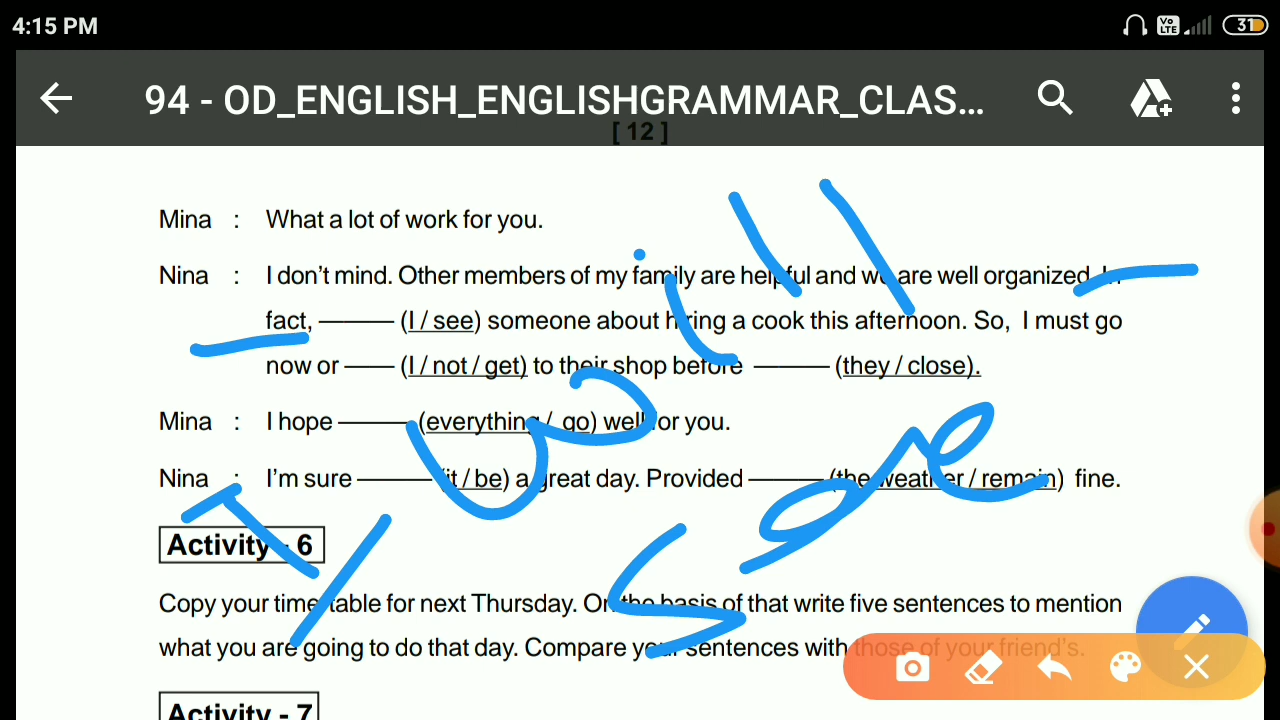 4:15 PM
Vo LTE
31
94 - OD_ENGLISH_ENGLISHGRAMMAR_CLAS...
[ 12 ]
Mina : What a lot of work for you.
Nina : I don't mind. Other members of my family are helpful and we are well organized. In
fact, ——— (I / see) someone about hiring a cook this afternoon. So, I must go
now or —— (I / not / get) to their shop before ——— (they / close).
Mina : I hope ——— (everything / go) well for you.
Nina : I'm sure ——— (it / be) a great day. Provided ——— (the weather / remain) fine.
I will see
Activity - 6
Copy your time table for next Thursday. On the basis of that write five sentences to mention
what you are going to do that day. Compare your sentences with those of your friend's.
Activity - 7